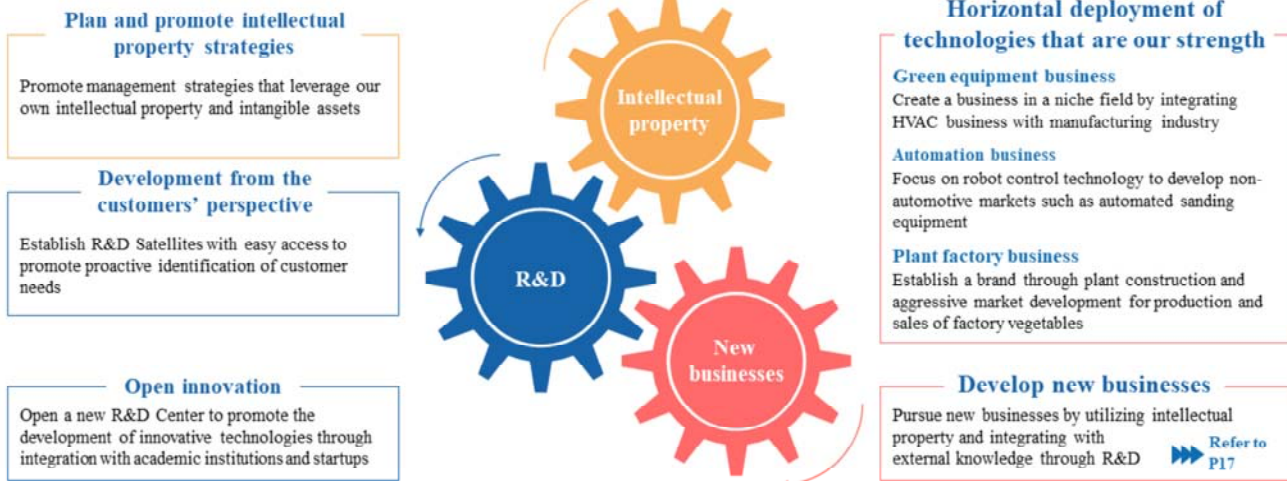 Plan and promote intellectual
property strategies
Promote management strategies that leverage our
own intellectual property and intangible assets
Development from the
customers’ perspective
Establish R&D Satellites with easy access to
promote proactive identification of customer
needs
Open innovation
Open a new R&D Center to promote the
development of innovative technologies through
integration with academic institutions and startups
Intellectual
property
R&D
New
businesses
Horizontal deployment of
technologies that are our strength
Green equipment business
Create a business in a niche field by integrating
HVAC business with manufacturing industry
Automation business
Focus on robot control technology to develop non-
automotive markets such as automated sanding
equipment
Plant factory business
Establish a brand through plant construction and
aggressive market development for production and
sales of factory vegetables
Develop new businesses
Pursue new businesses by utilizing intellectual
property and integrating with
external knowledge through R&D
Refer to
P17